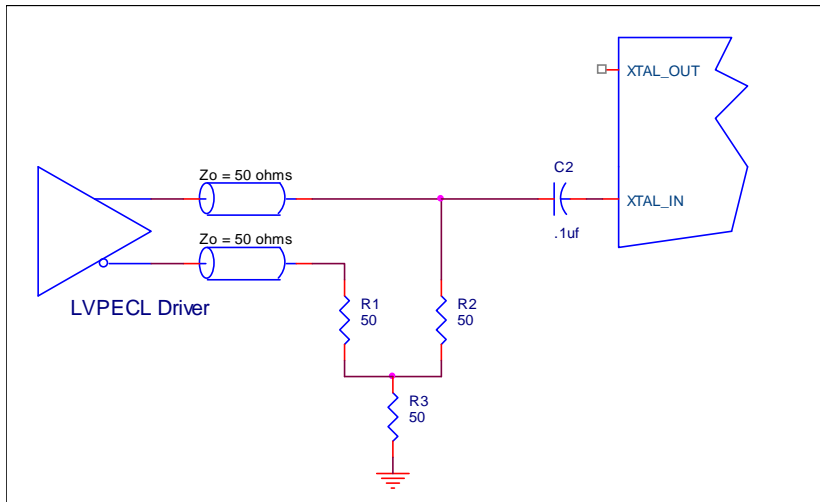 XTAL_OUT
C2
Zo = 50 ohms
XTAL_IN
.1uf
Zo = 50 ohms
LVPECL Driver
R1
50
R2
50
R3
50